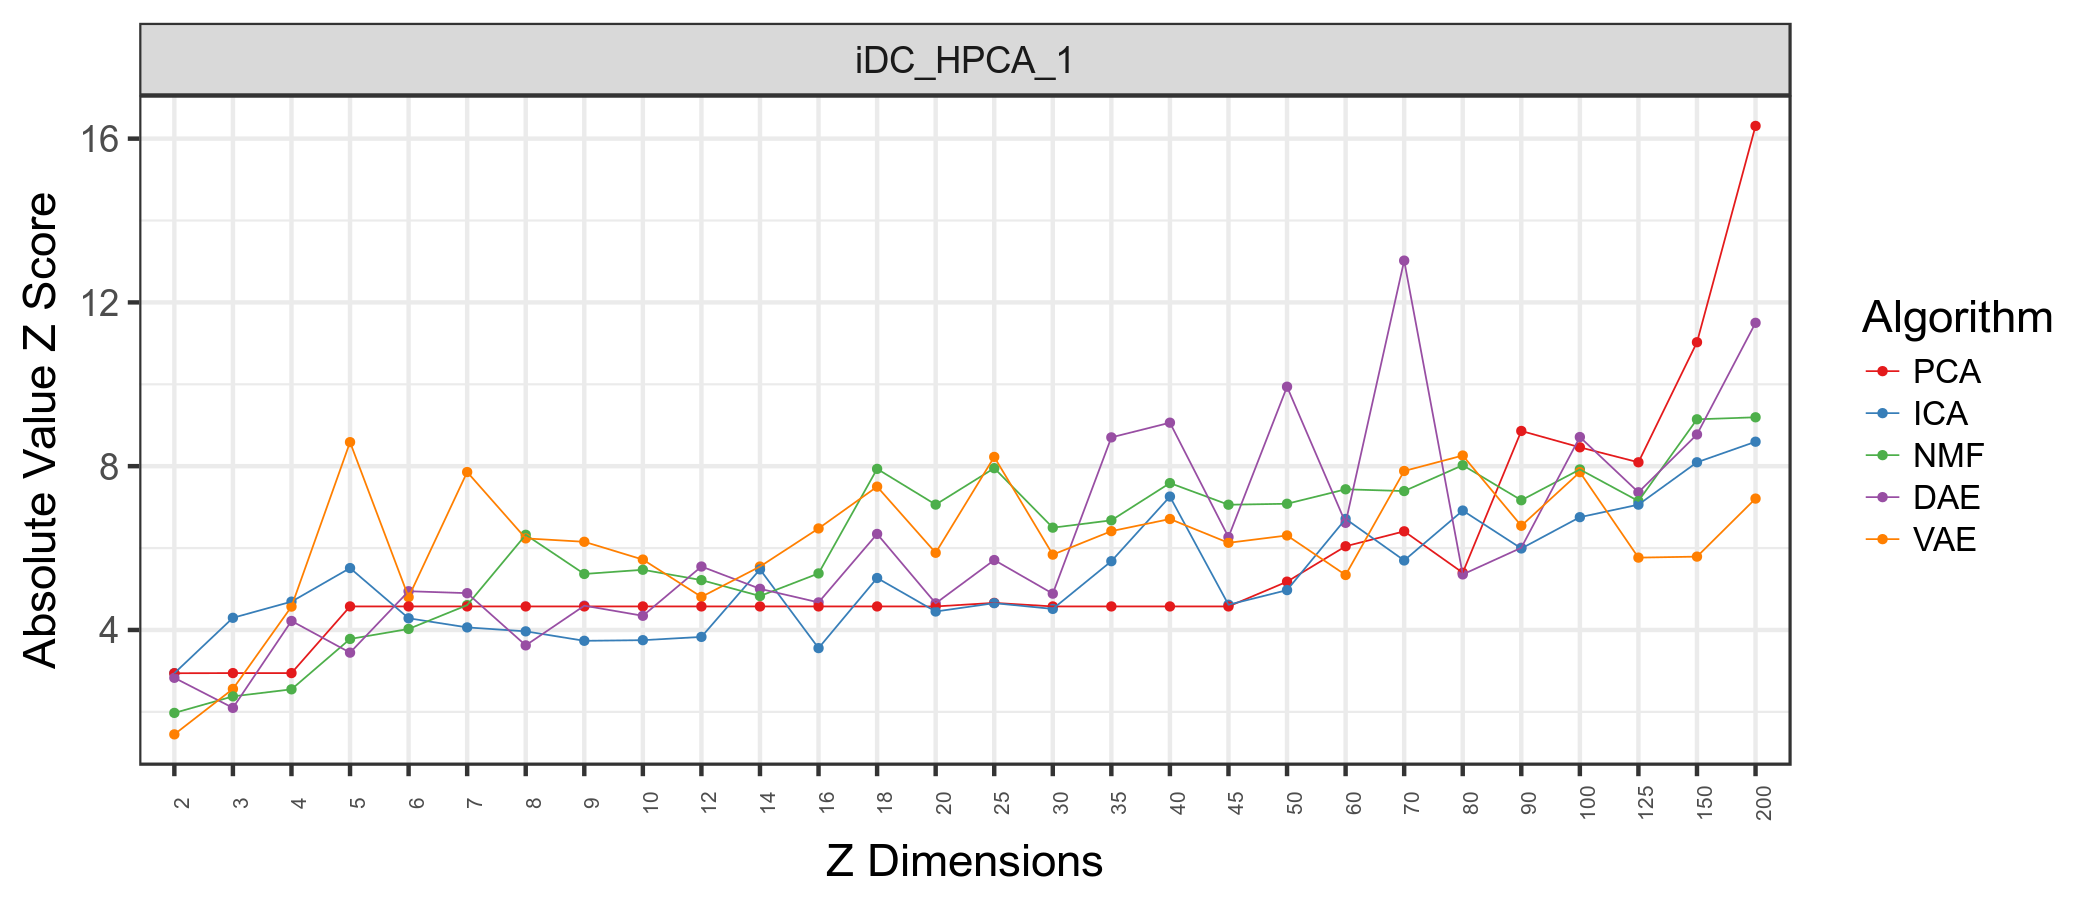 iDC_HPCA_1
Absolute Value Z Score
16
12
8
4
2 3 4 5 6 7 8 9 10 12 14 16 18 20 25 30 35 40 45 50 60 70 80 90 100 125 150 200
Z Dimensions
Algorithm
PCA
ICA
NMF
DAE
VAE